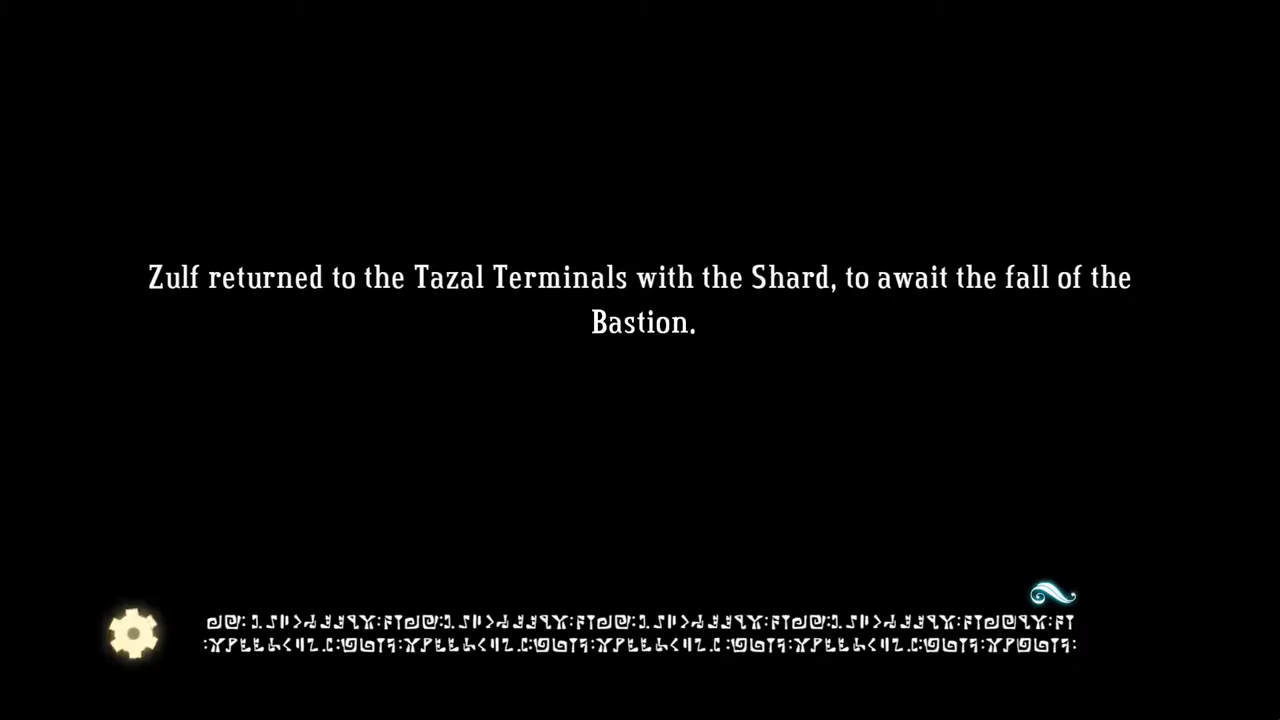 Zulf returned to the Tazal Terminals with the Shard, to await the fall of the
Bastion.